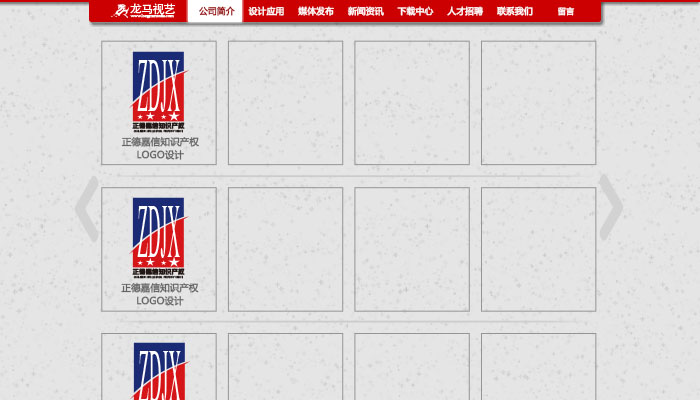 龙马视艺
公司简介 设计应用 媒体发布 新闻资讯 下载中心 人才招聘 联系我们 留言
ZDJX
正德嘉信知识产权
正德嘉信知识产权
LOGO设计
ZDJX
正德嘉信知识产权
正德嘉信知识产权
LOGO设计
ZDJX